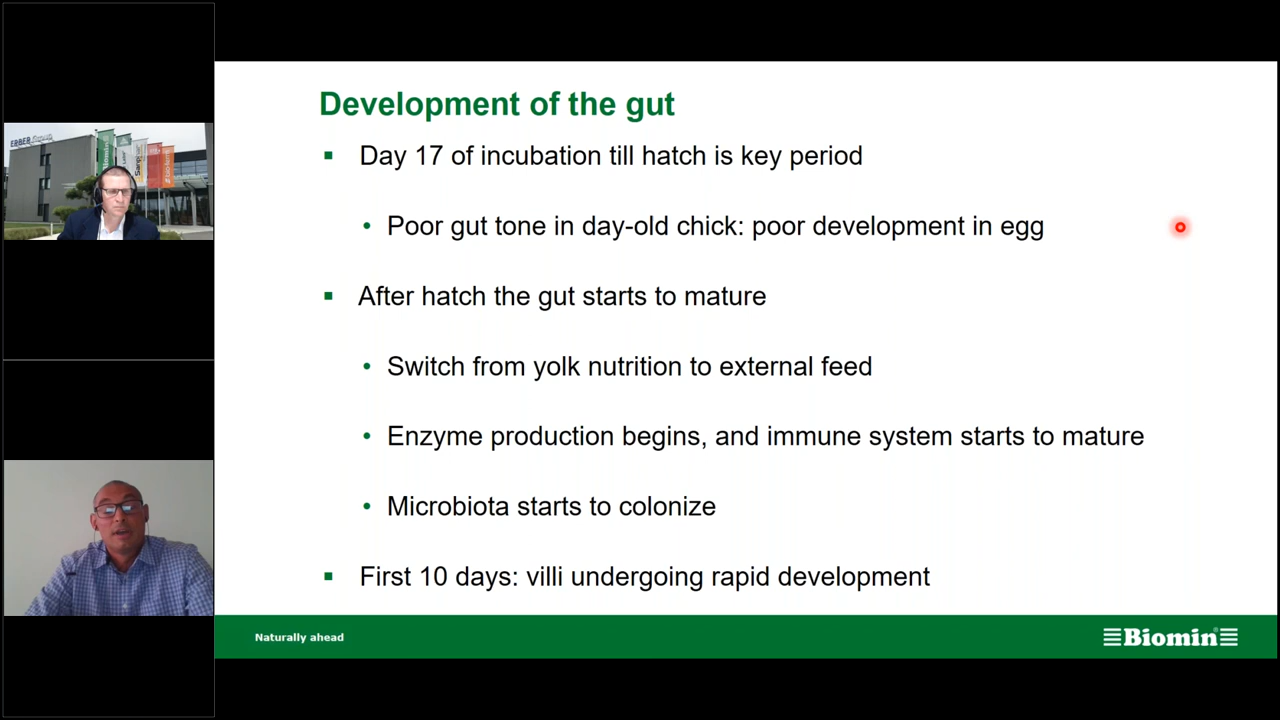 ERBER Group
Biomin
Development of the gut
Day 17 of incubation till hatch is key period
Poor gut tone in day-old chick: poor development in egg
After hatch the gut starts to mature
Switch from yolk nutrition to external feed
Enzyme production begins, and immune system starts to mature
Microbiota starts to colonize
First 10 days: villi undergoing rapid development
Naturally ahead
Biomin®